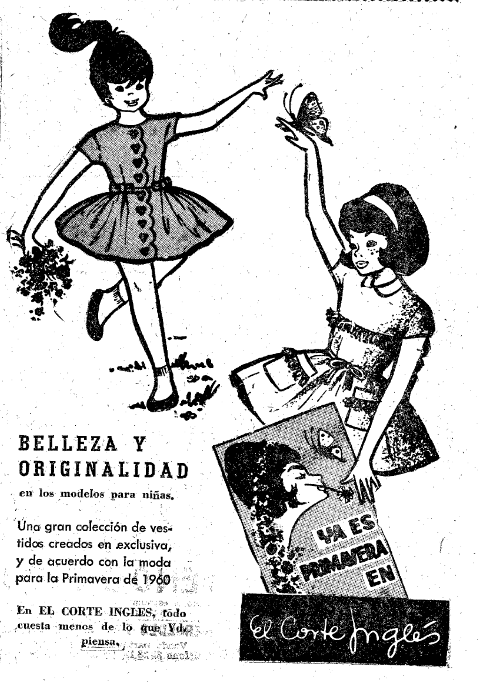 BELLEZA Y
ORIGINALIDAD
en los modelos para niñas.
Una gran colección de ves-
tidos creados en exclusiva,
y de acuerdo con la moda
para la Primavera de 1960
En EL CORTE INGLES, todo
cuesta menos de lo que Vd.
piensa.
YA ES
PRIMAVERA
EN
El Corte Inglés